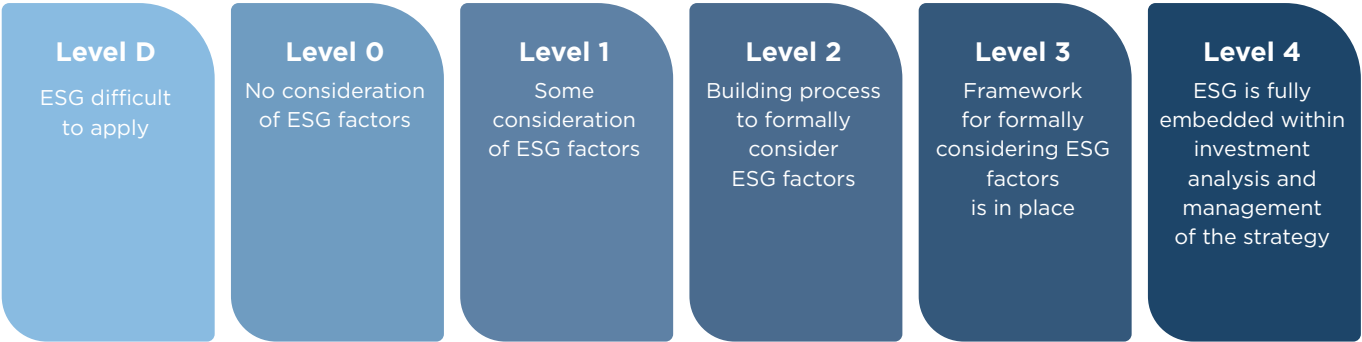 Level D
ESG difficult
to apply
Level 0
No consideration
of ESG factors
Level 1
Some
consideration
of ESG factors
Level 2
Building process
to formally
consider
ESG factors
Level 3
Framework
for formally
considering ESG
factors
is in place
Level 4
ESG is fully
embedded within
investment
analysis and
management
of the strategy